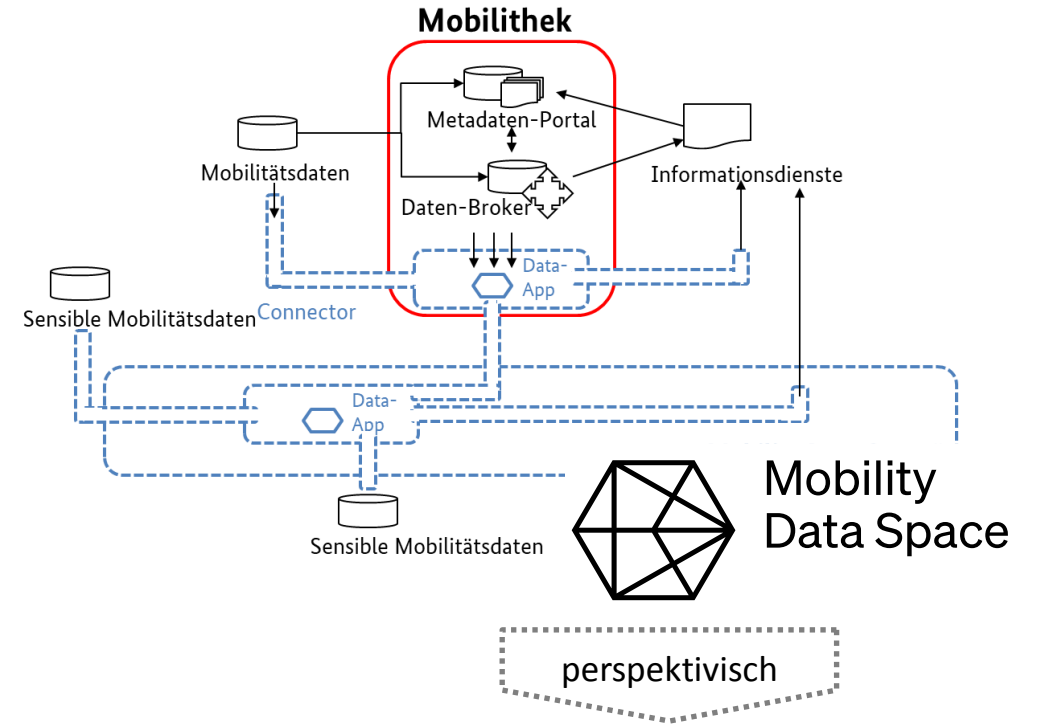 Mobilithek
Metadaten-Portal
Mobilitätsdaten
Informationsdienste
Daten-Broker
Data-
App
Sensible Mobilitätsdaten
Connector
Data-
App
Sensible Mobilitätsdaten
Mobility
Data Space
perspektivisch